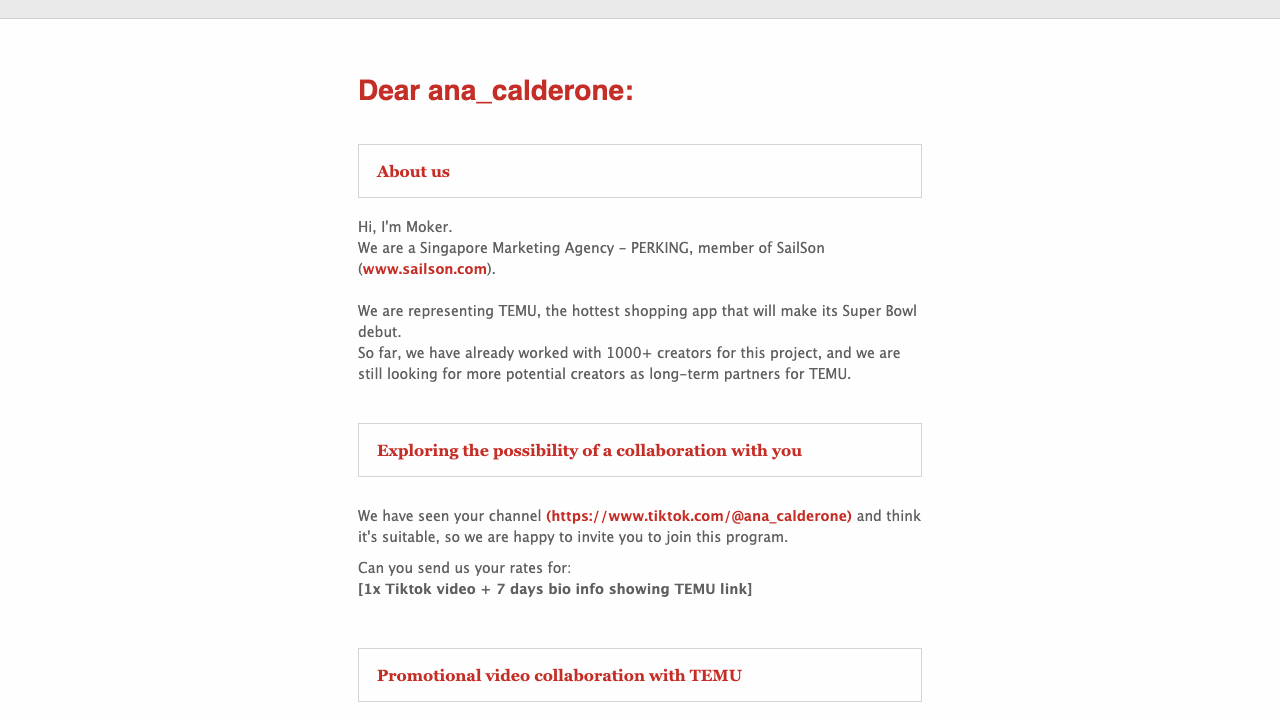 Dear ana_calderone:
About us
Hi, I'm Moker.
We are a Singapore Marketing Agency – PERKING, member of SailSon
(www.sailson.com).
We are representing TEMU, the hottest shopping app that will make its Super Bowl
debut.
So far, we have already worked with 1000+ creators for this project, and we are
still looking for more potential creators as long-term partners for TEMU.
Exploring the possibility of a collaboration with you
We have seen your channel (https://www.tiktok.com/@ana_calderone) and think
it's suitable, so we are happy to invite you to join this program.
Can you send us your rates for:
[1x Tiktok video + 7 days bio info showing TEMU link]
Promotional video collaboration with TEMU